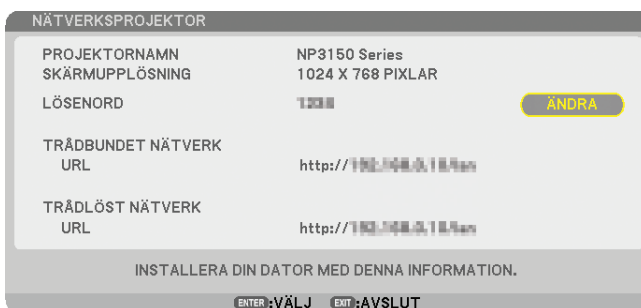 NÄTVERKSPROJEKTOR
PROJEKTORNAMN NP3150 Series
SKÄRMUPPLÖSNING 1024 X 768 PIXLAR
LÖSENORD ÄNDRA
TRÅDBUNDET NÄTVERK
URL http://
TRÅDLÖST NÄTVERK
URL http://
INSTALLERA DIN DATOR MED DENNA INFORMATION.
ENTER :VÄLJ EXIT :AVSLUT